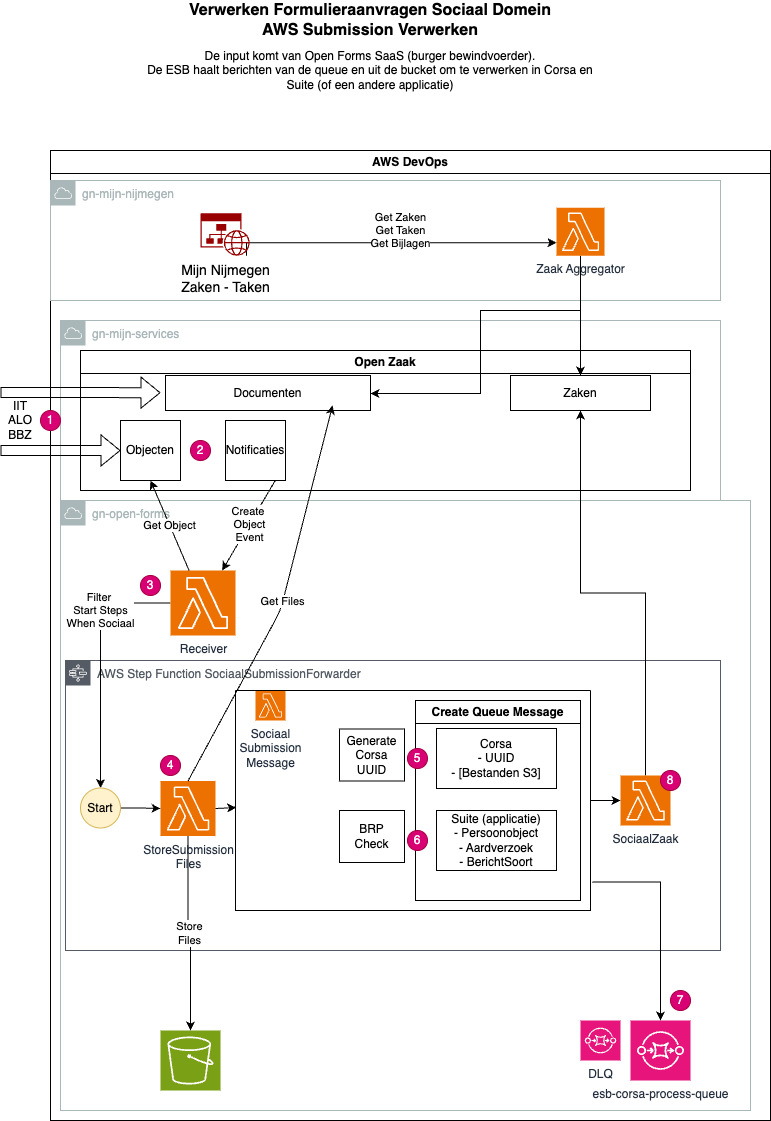 Verwerken Formulieraanvragen Sociaal Domein
AWS Submission Verwerken
De input komt van Open Forms SaaS (burger bewindvoerder).
De ESB haalt berichten van de queue en uit de bucket om te verwerken in Corsa en
Suite (of een andere applicatie)
AWS DevOps
gn-mijn-nijmegen
Get Zaken
Get Taken
Get Bijlagen
Mijn Nijmegen
Zaken - Taken
Zaak Aggregator
gn-mijn-services
Open Zaak
Documenten
Zaken
IIT
ALO
BBZ
1
Objecten
2
Notificaties
gn-open-forms
Get Object
Create
Object
Event
3
Filter
Start Steps
When Sociaal
Get Files
Receiver
AWS Step Function SociaalSubmissionForwarder
Sociaal
Submission
Message
Create Queue Message
Generate
Corsa
UUID
5
Corsa
- UUID
- [Bestanden S3]
4
8
Start
StoreSubmission
Files
BRP
Check
6
Suite (applicatie)
- Persoonobject
- Aardverzoek
- BerichtSoort
SociaalZaak
Store
Files
7
DLQ
esb-corsa-process-queue